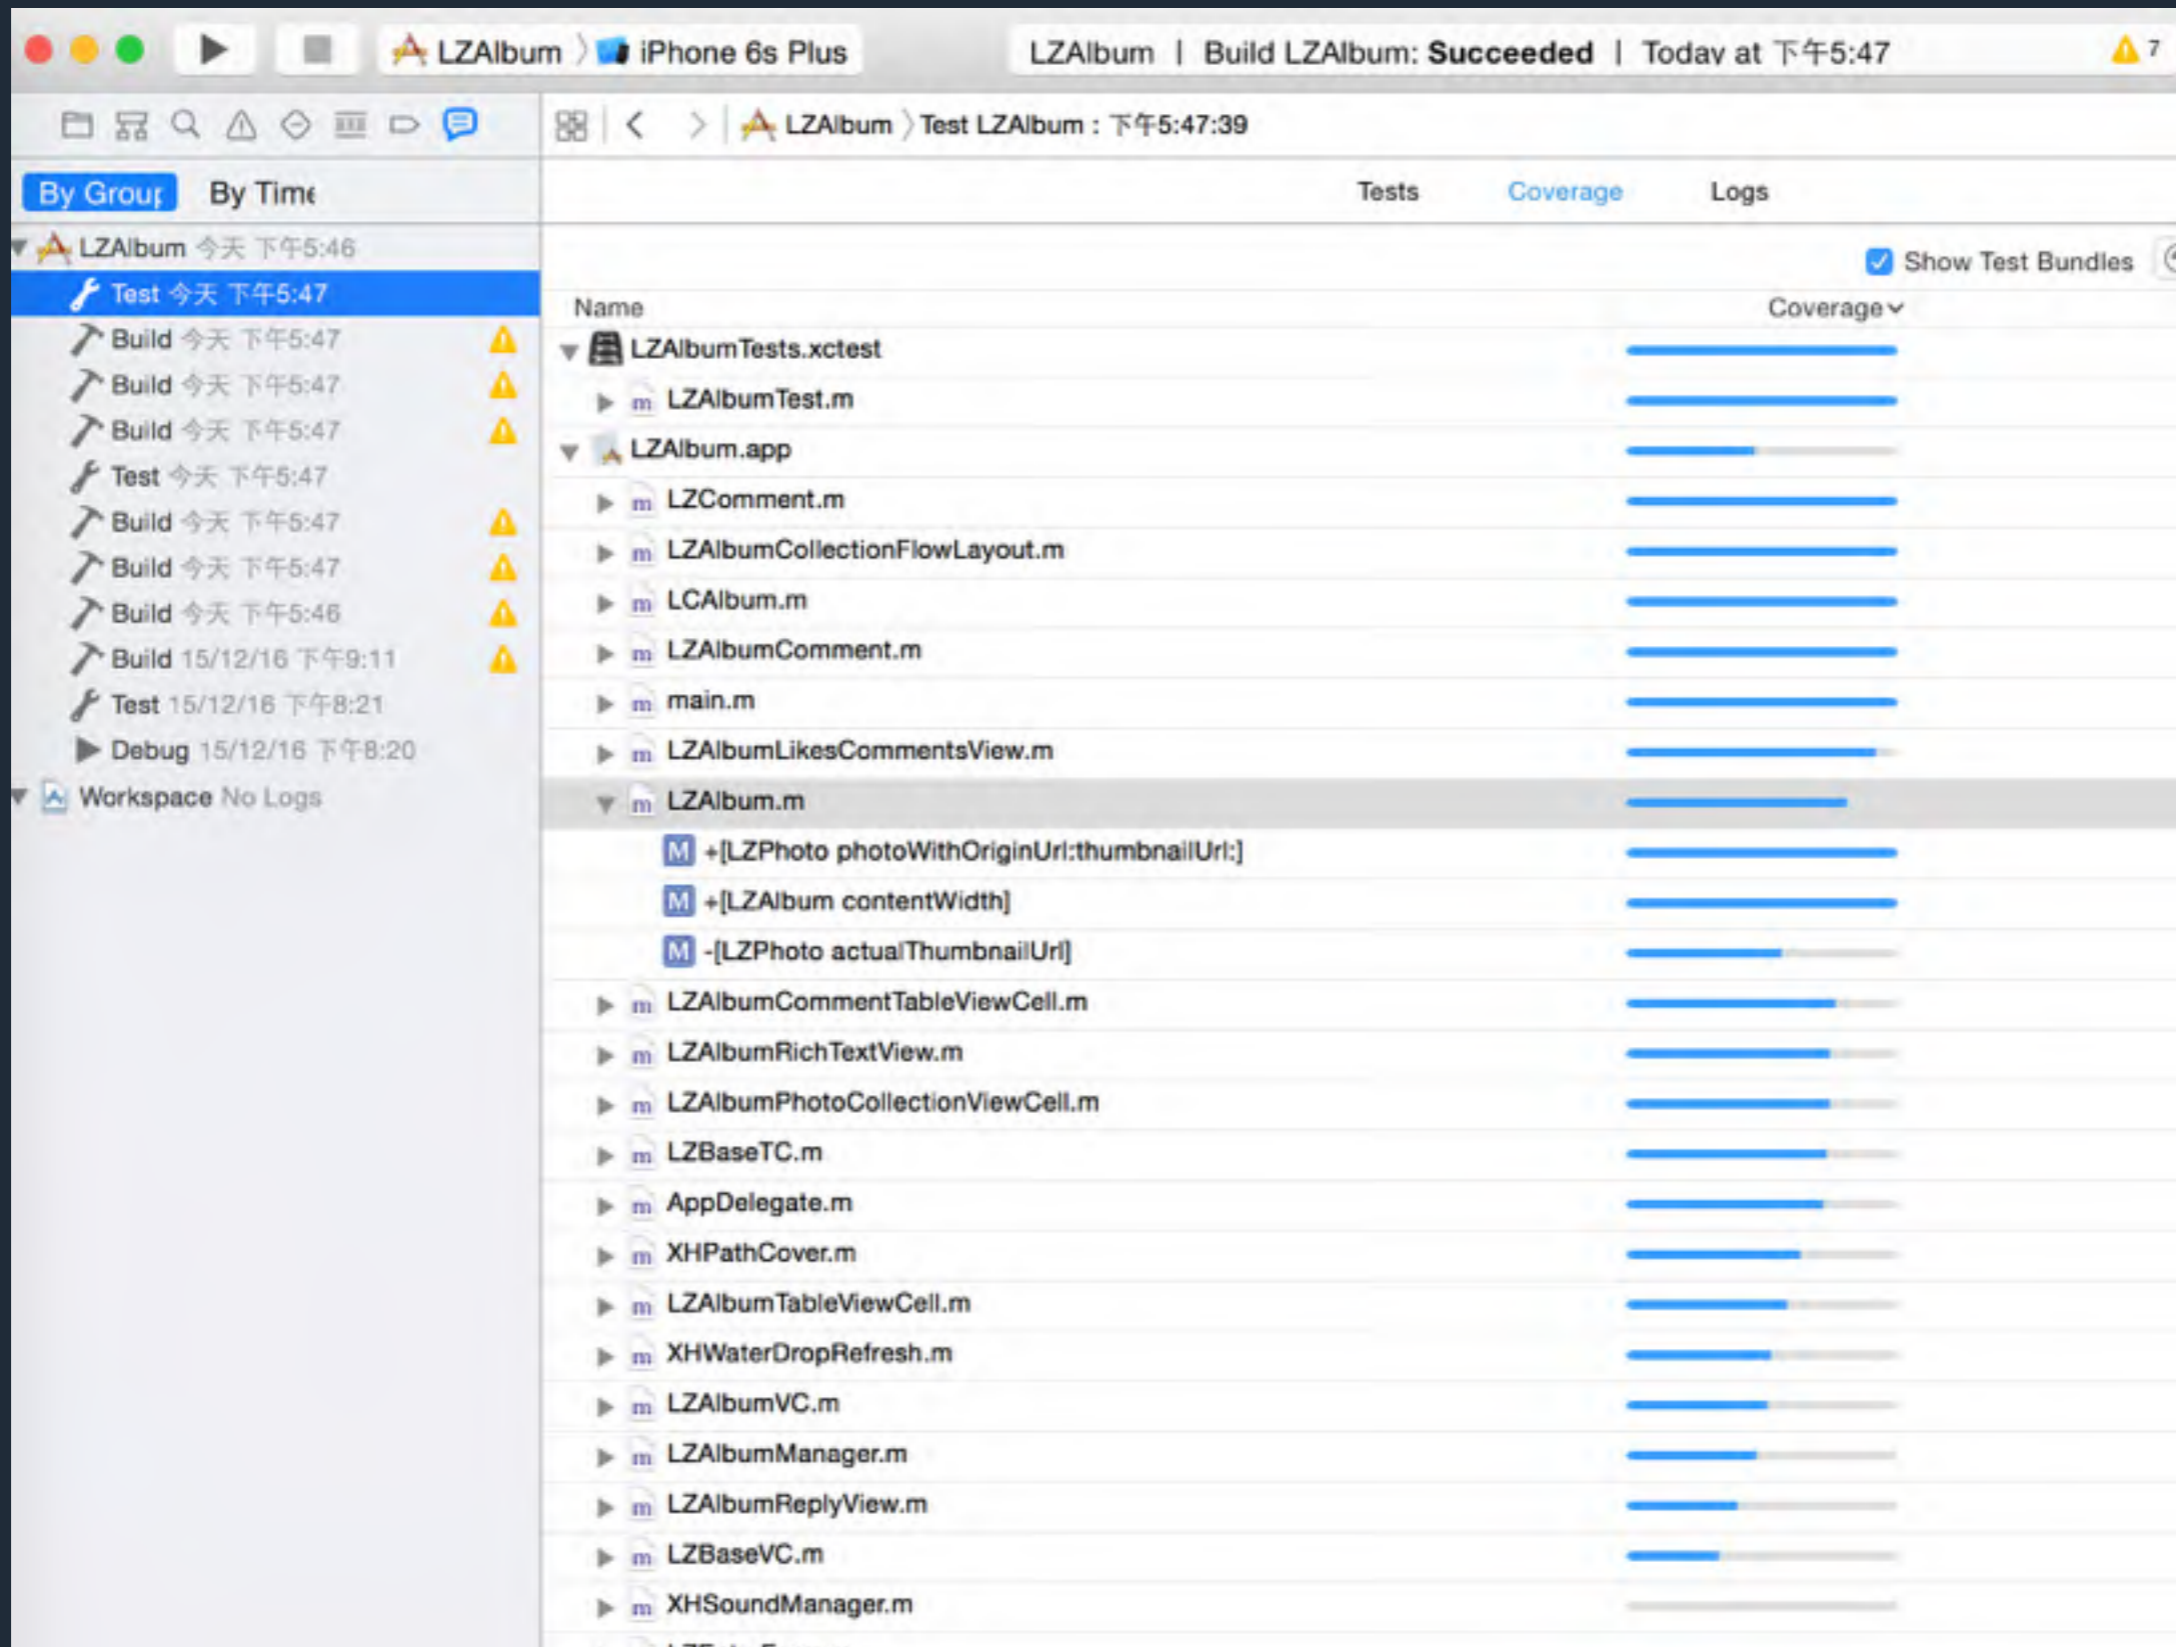 LZAlbum 〉 iPhone 6s Plus
LZAlbum | Build LZAlbum: Succeeded | Today at 下午5:47
7
LZAlbum 〉 Test LZAlbum : 下午5:47:39
By Group By Time
Tests Coverage Logs
Show Test Bundles
LZAlbum 今天 下午5:46
Test 今天 下午5:47
Build 今天 下午5:47
Build 今天 下午5:47
Build 今天 下午5:47
Test 今天 下午5:47
Build 今天 下午5:47
Build 今天 下午5:47
Build 今天 下午5:46
Build 15/12/16 下午9:11
Test 15/12/16 下午8:21
Debug 15/12/16 下午8:20
Workspace No Logs
Name Coverage
LZAlbumTests.xctest
m LZAlbumTest.m
LZAlbum.app
m LZComment.m
m LZAlbumCollectionFlowLayout.m
m LCAlbum.m
m LZAlbumComment.m
m main.m
m LZAlbumLikesCommentsView.m
m LZAlbum.m
M +[LZPhoto photoWithOriginUrl:thumbnailUrl:]
M +[LZAlbum contentWidth]
M -[LZPhoto actualThumbnailUrl]
m LZAlbumCommentTableViewCell.m
m LZAlbumRichTextView.m
m LZAlbumPhotoCollectionViewCell.m
m LZBaseTC.m
m AppDelegate.m
m XHPathCover.m
m LZAlbumTableViewCell.m
m XHWaterDropRefresh.m
m LZAlbumVC.m
m LZAlbumManager.m
m LZAlbumReplyView.m
m LZBaseVC.m
m XHSoundManager.m